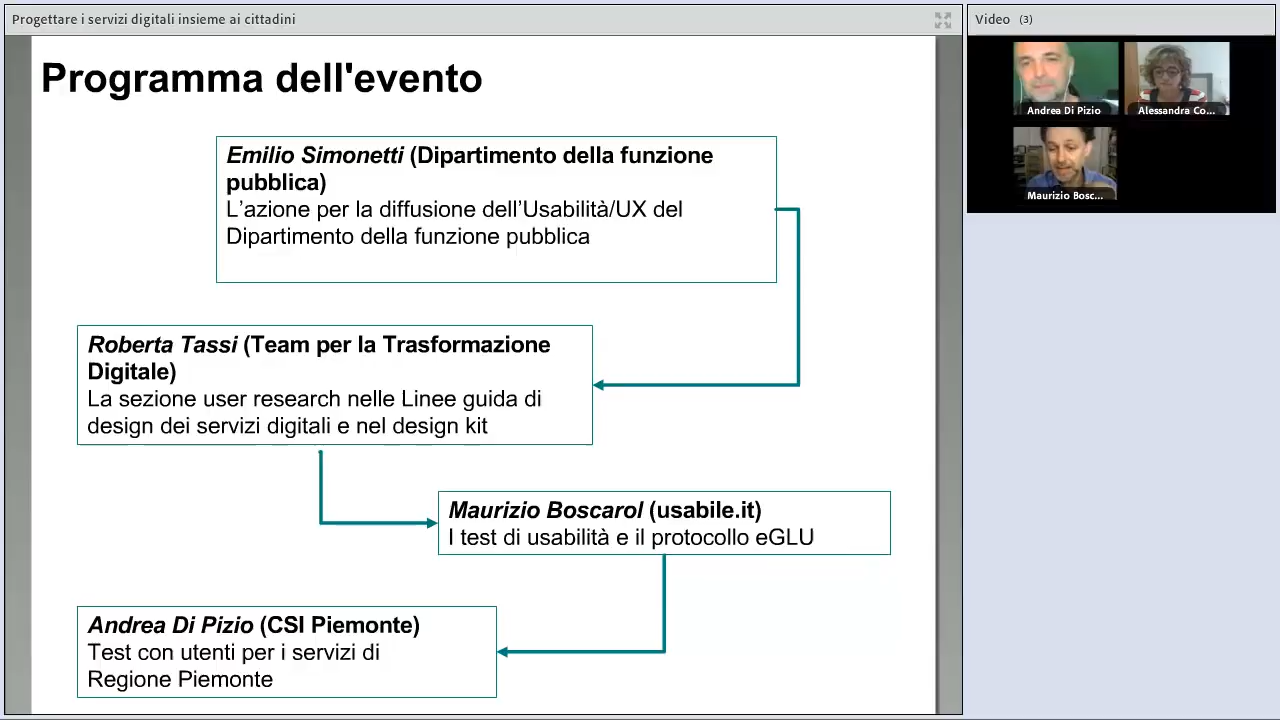 Progettare i servizi digitali insieme ai cittadini
Programma dell'evento
Emilio Simonetti (Dipartimento della funzione
pubblica)
L’azione per la diffusione dell’Usabilità/UX del
Dipartimento della funzione pubblica
Roberta Tassi (Team per la Trasformazione
Digitale)
La sezione user research nelle Linee guida di
design dei servizi digitali e nel design kit
Maurizio Boscarol (usabile.it)
I test di usabilità e il protocollo eGLU
Andrea Di Pizio (CSI Piemonte)
Test con utenti per i servizi di
Regione Piemonte
Video (3)
Andrea Di Pizio
Alessandra Co...
Maurizio Bosc...